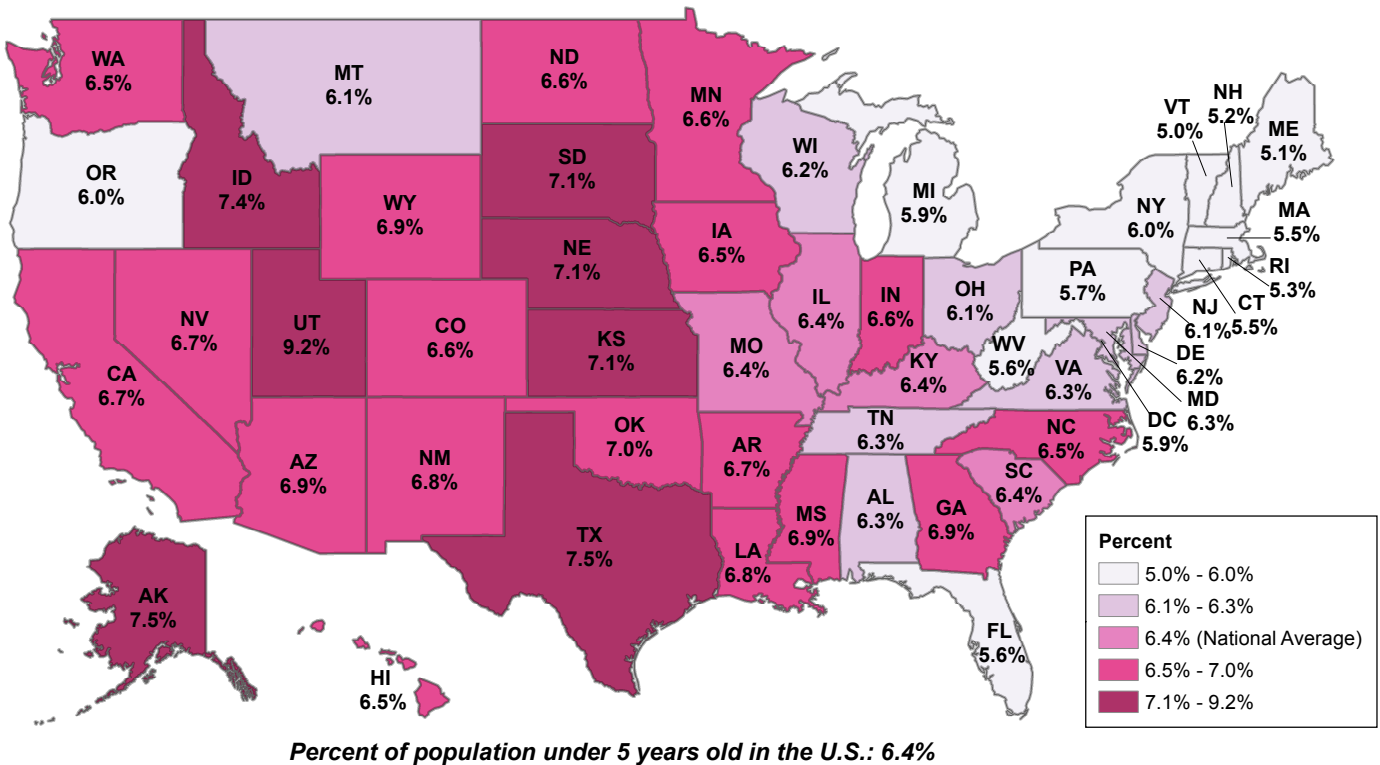 WA
6.5%
MT
6.1%
ND
6.6%
MN
6.6%
VT
5.0%
NH
5.2%
ME
5.1%
OR
6.0%
ID
7.4%
WY
6.9%
SD
7.1%
WI
6.2%
MI
5.9%
NY
6.0%
MA
5.5%
RI
5.3%
CT
5.5%
NE
7.1%
IA
6.5%
PA
5.7%
NJ
6.1%
NV
6.7%
UT
9.2%
CO
6.6%
KS
7.1%
MO
6.4%
IL
6.4%
IN
6.6%
OH
6.1%
WV
5.6%
VA
6.3%
DE
6.2%
MD
6.3%
DC
5.9%
CA
6.7%
KY
6.4%
TN
6.3%
NC
6.5%
AZ
6.9%
NM
6.8%
OK
7.0%
AR
6.7%
SC
6.4%
TX
7.5%
LA
6.8%
MS
6.9%
AL
6.3%
GA
6.9%
FL
5.6%
AK
7.5%
HI
6.5%
Percent
5.0% - 6.0%
6.1% - 6.3%
6.4% (National Average)
6.5% - 7.0%
7.1% - 9.2%
Percent of population under 5 years old in the U.S.: 6.4%